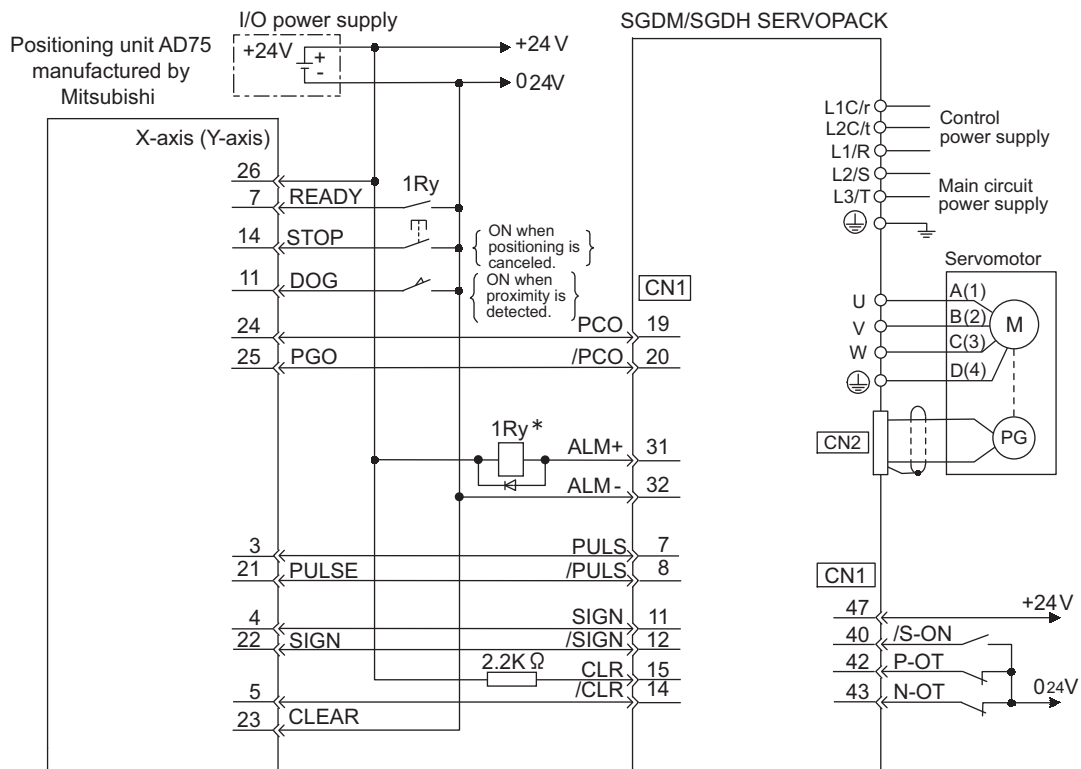 I/O power supply
SGDM/SGDH SERVOPACK
Positioning unit AD75
manufactured by
Mitsubishi
+24V
+
-
+24 V
024V
X-axis (Y-axis)
26
7 READY
1Ry
14 STOP
ON when
positioning is
canceled.
11 DOG
ON when
proximity is
detected.
CN1
24
PCO 19
25 PGO
/PCO 20
1Ry*
ALM+ 31
ALM- 32
3
PULS 7
21 PULSE
/PULS 8
4
SIGN 11
22 SIGN
/SIGN 12
2.2K Ω
CLR 15
/CLR 14
5
23 CLEAR
L1C/r
L2C/t
Control
power supply
L1/R
L2/S
L3/T
Main circuit
power supply
Servomotor
U
A(1)
V
B(2)
W
C(3)
D(4)
M
CN2
PG
CN1
47
+24V
40 /S-ON
42 P-OT
43 N-OT
024V